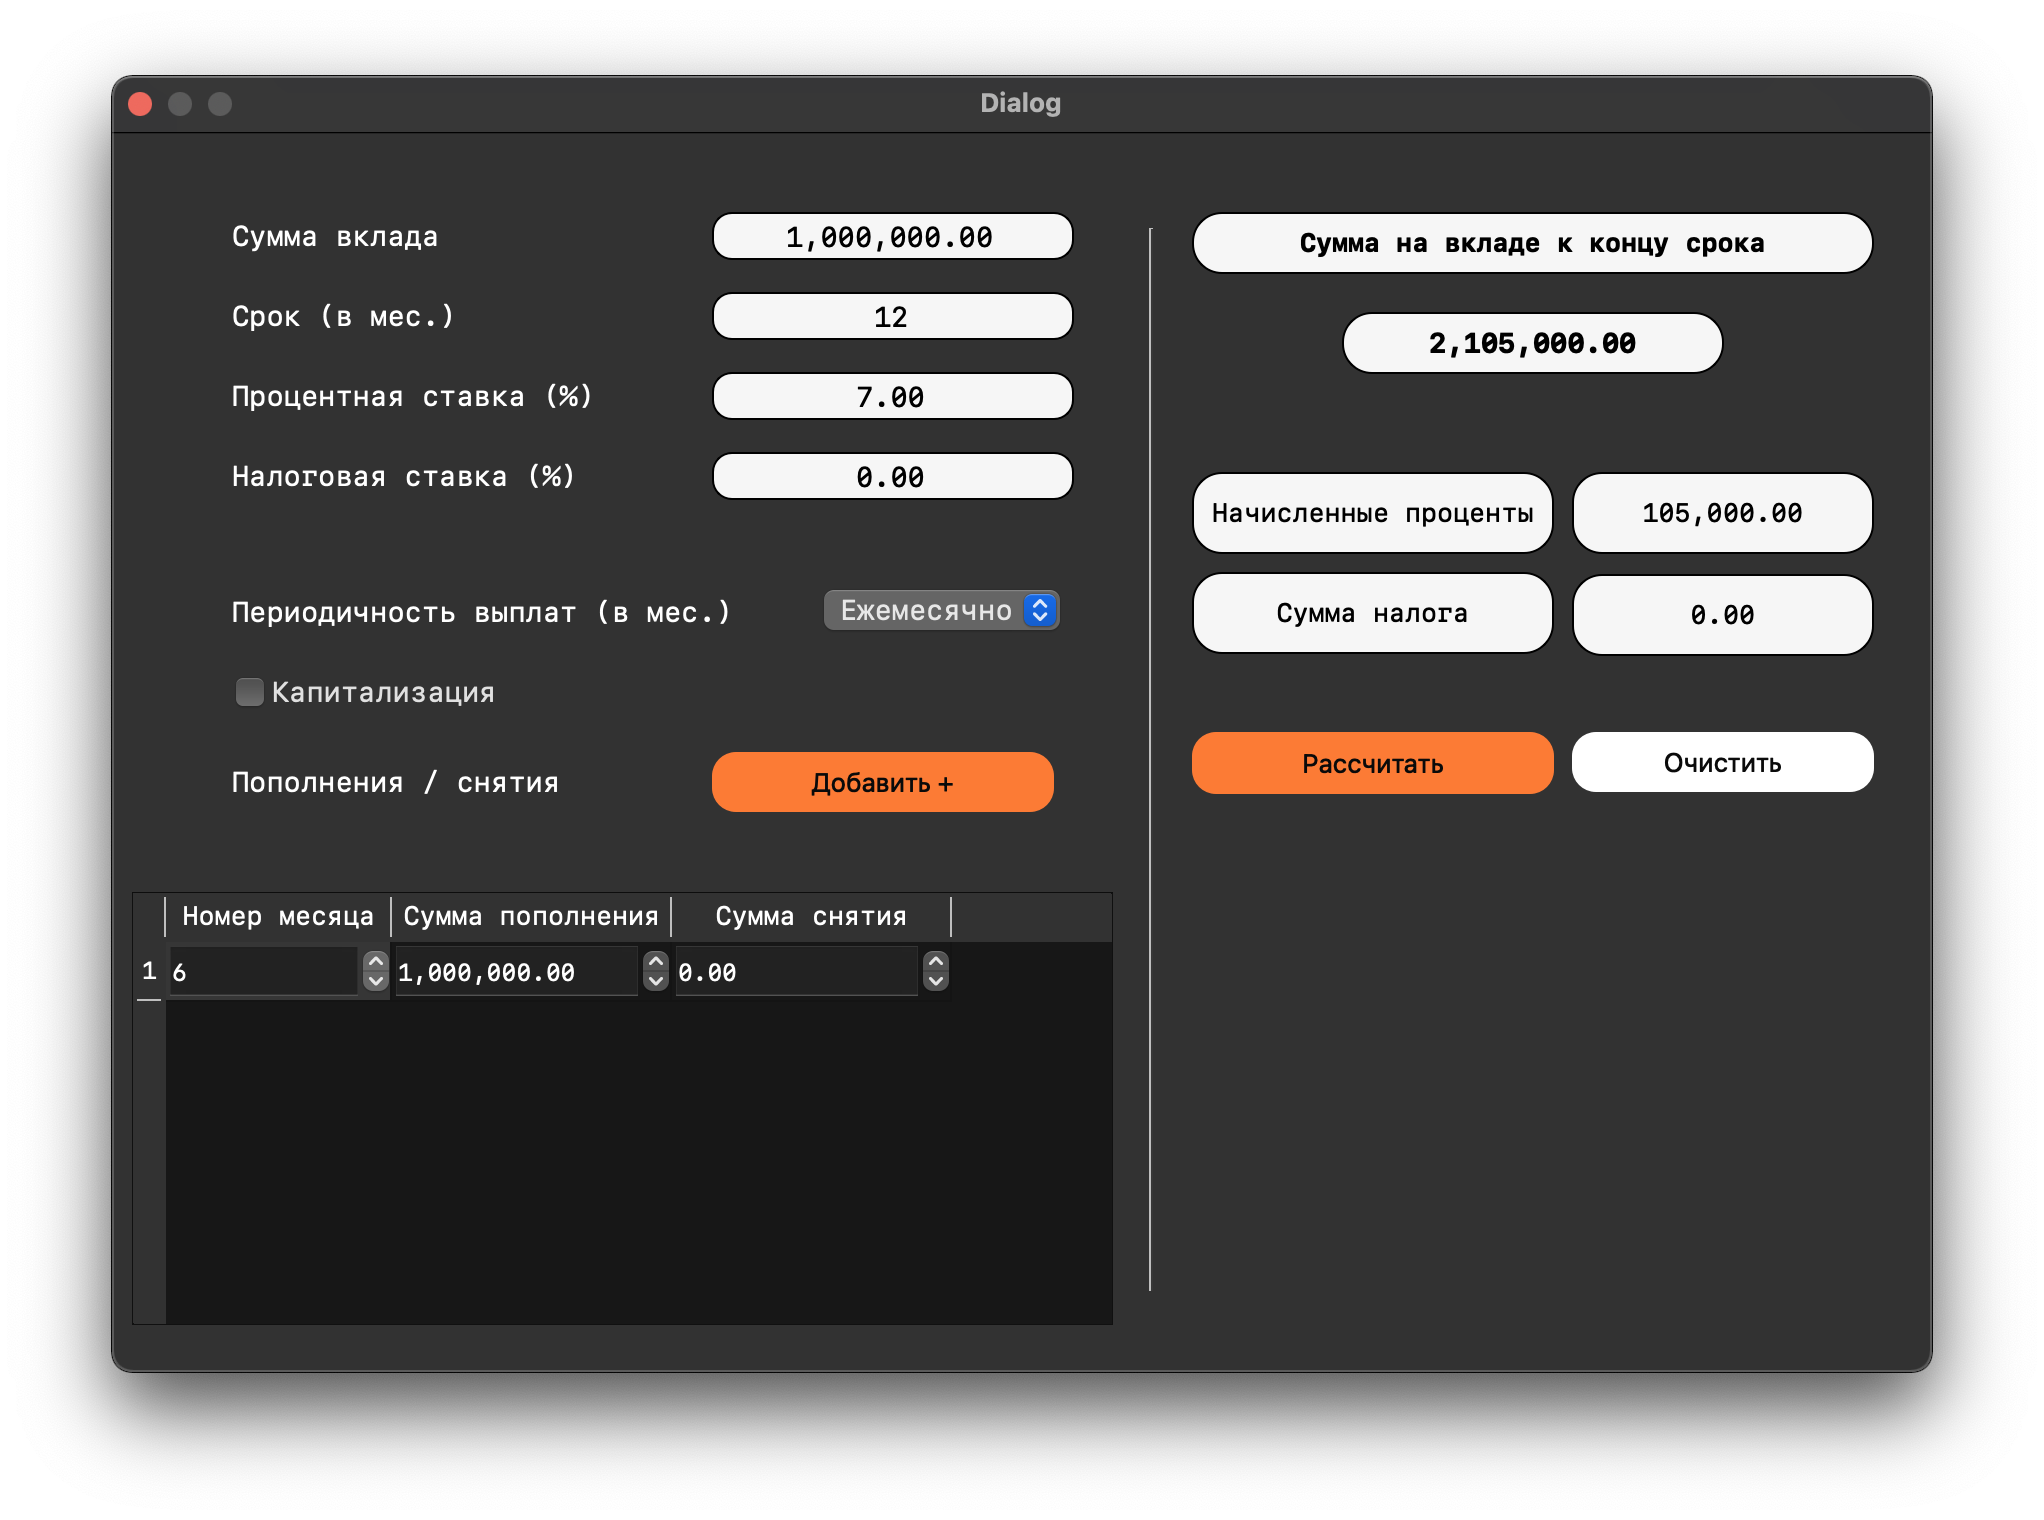 Dialog
Сумма вклада 1,000,000.00
Срок (в мес.) 12
Процентная ставка (%) 7.00
Налоговая ставка (%) 0.00
Периодичность выплат (в мес.) Ежемесячно
Капитализация
Пополнения / снятия Добавить +
Номер месяца Сумма пополнения Сумма снятия
1 6 1,000,000.00 0.00
Сумма на вкладе к концу срока
2,105,000.00
Начисленные проценты 105,000.00
Сумма налога 0.00
Рассчитать Очистить